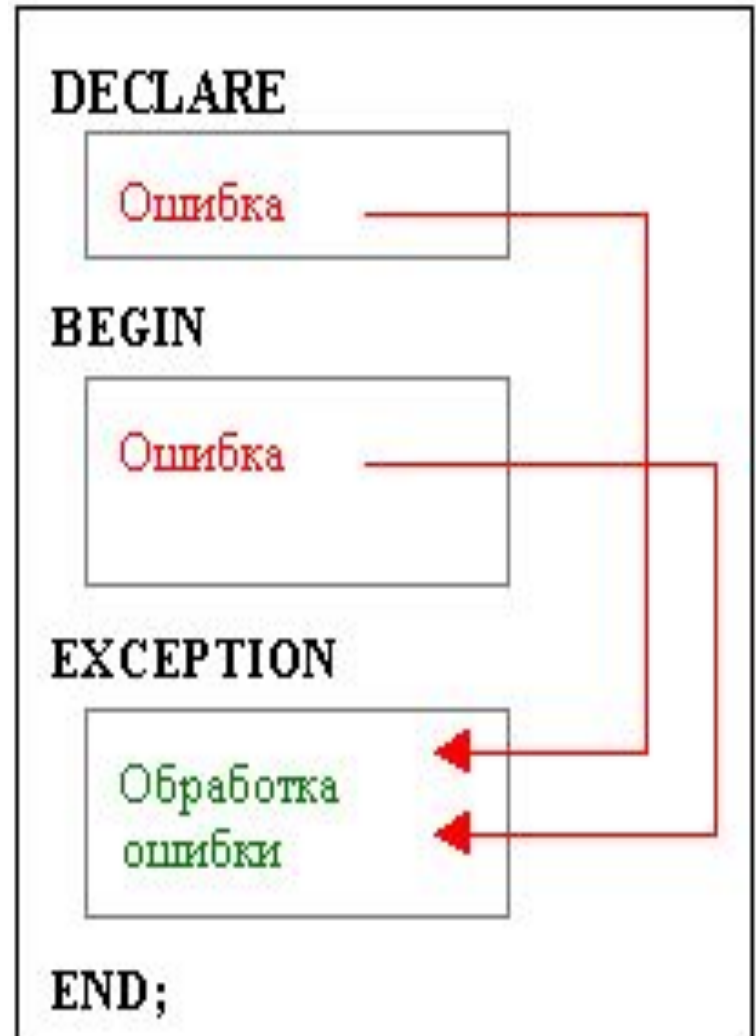 DECLARE
Ошибка
BEGIN
Ошибка
EXCEPTION
Обработка
ошибки
END;